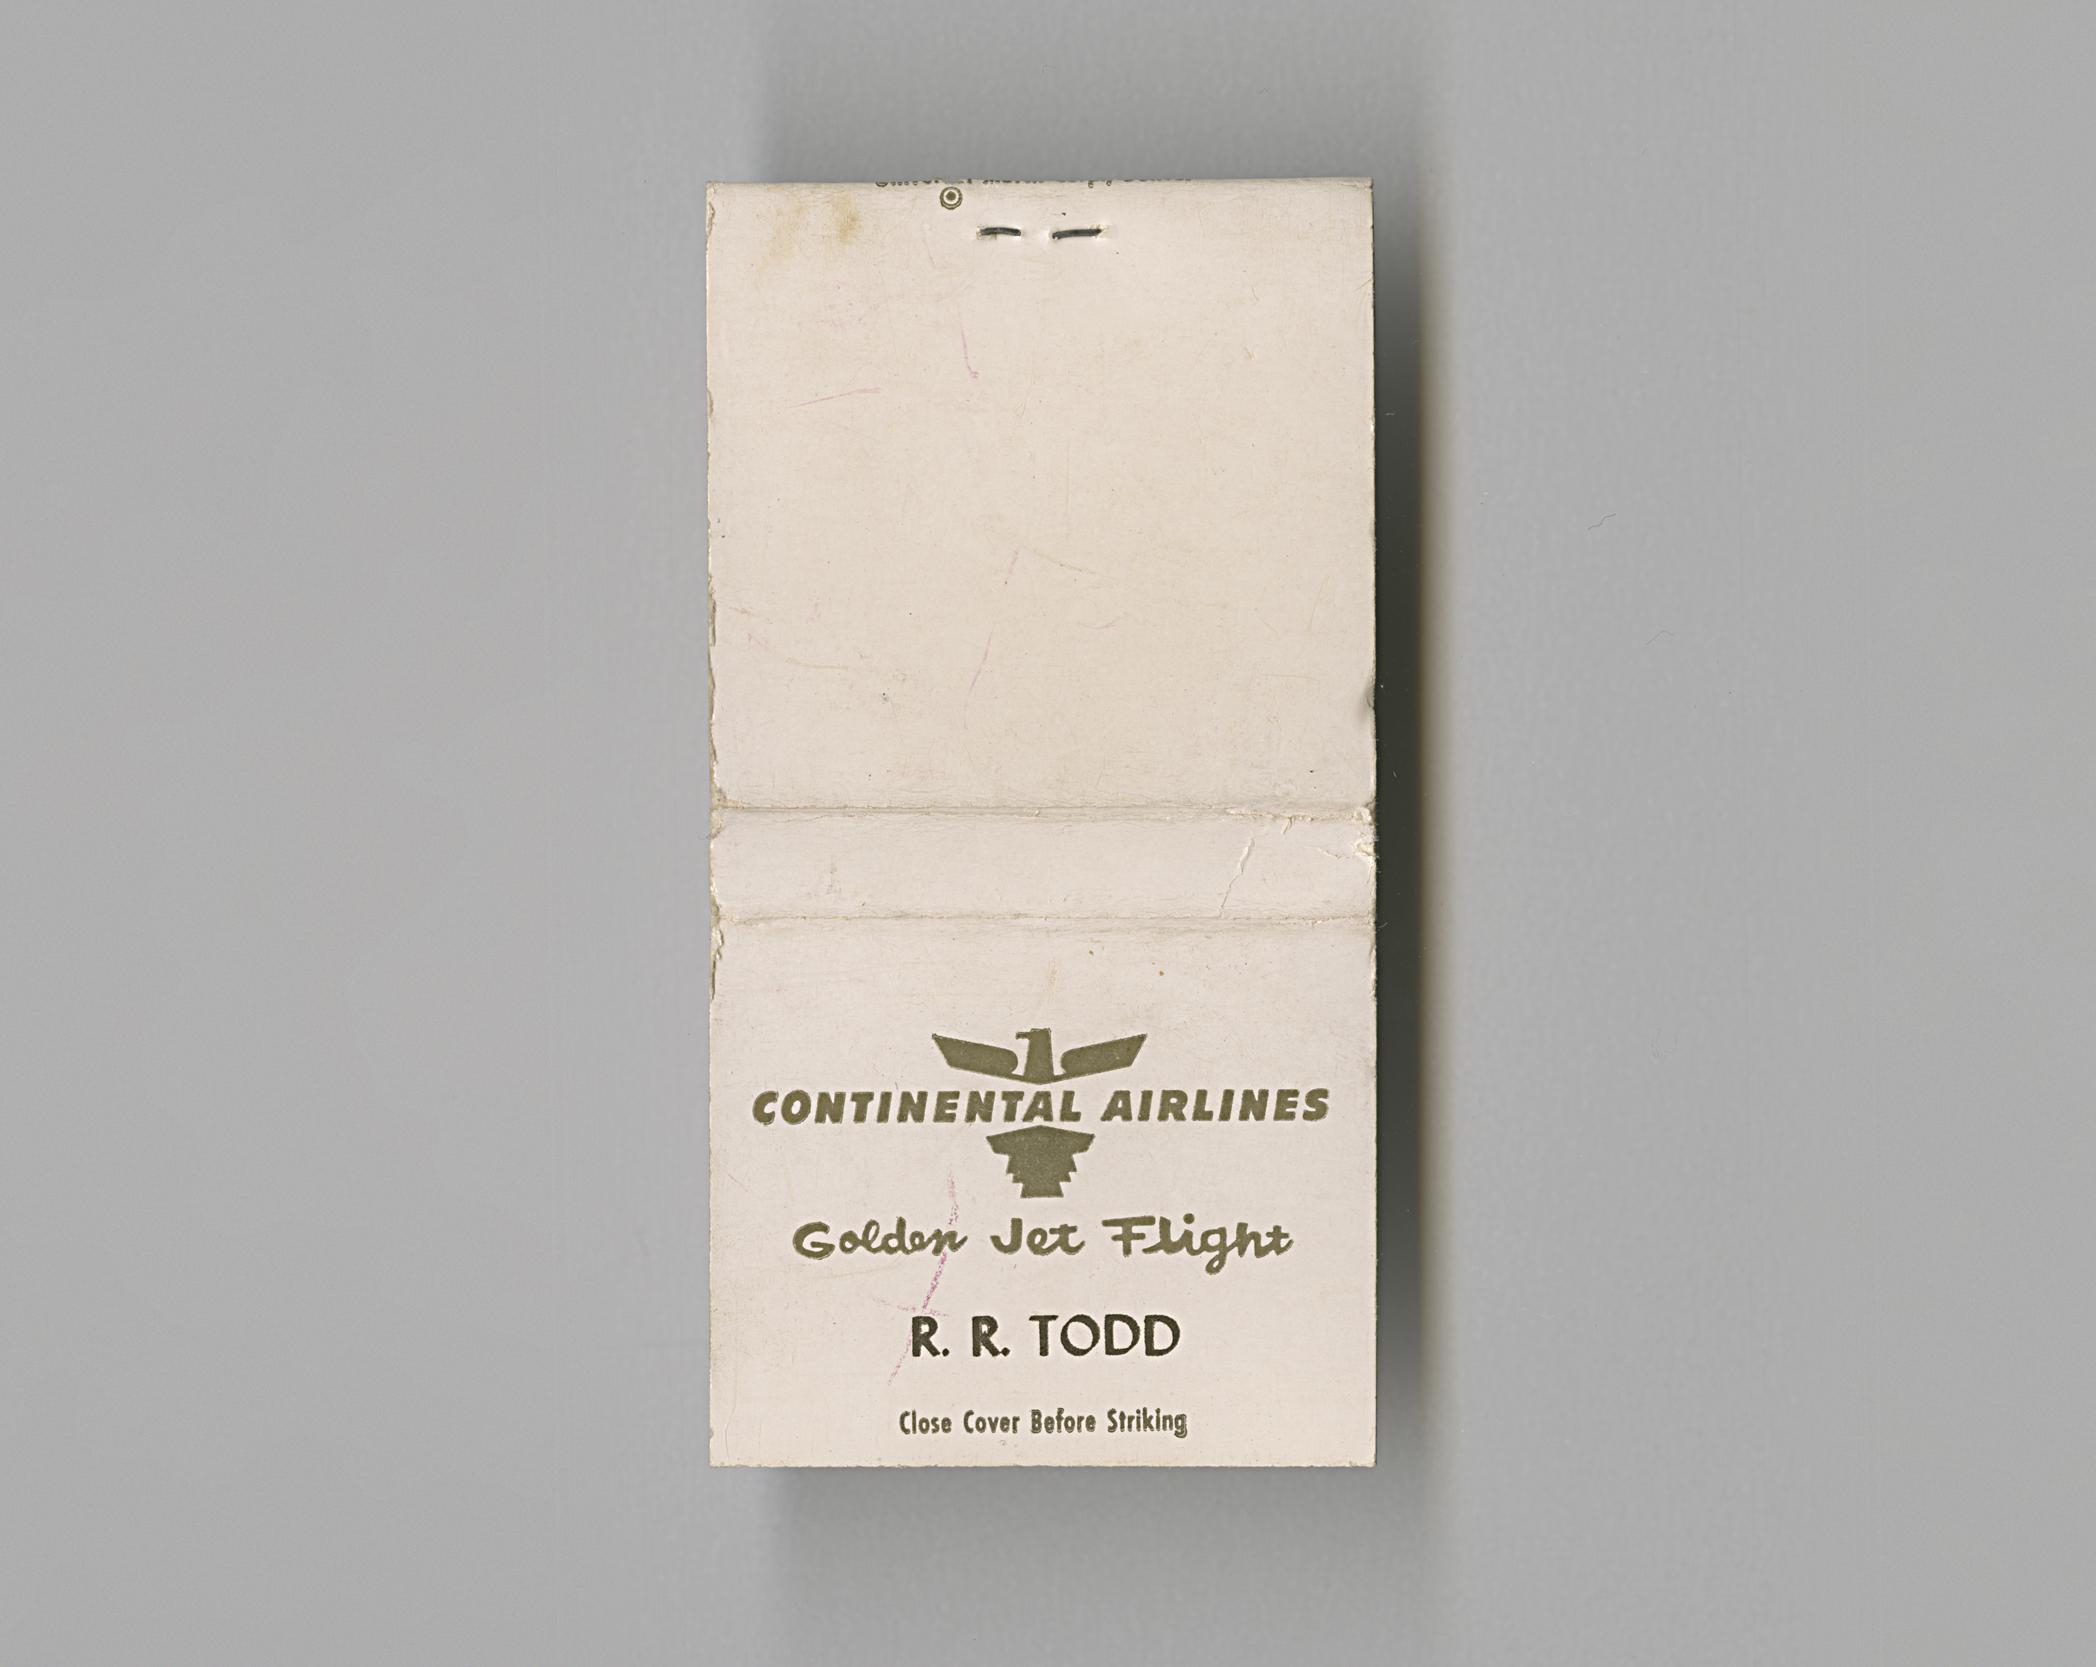 CONTINENTAL AIRLINES
Golden Jet Flight
R. R. TODD
Close Cover Before Striking